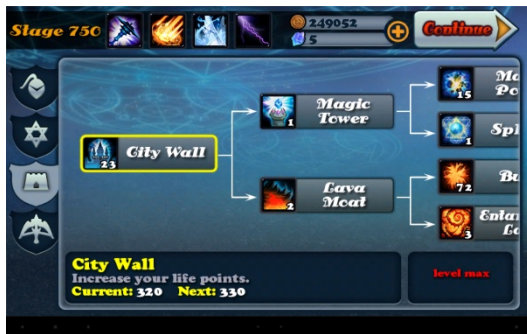 Stage 750
249052
5
Continue
City Wall
23
Magic
Tower
1
Lava
Moat
2
15
1
72
3
City Wall
Increase your life points.
Current: 320 Next: 330
level max